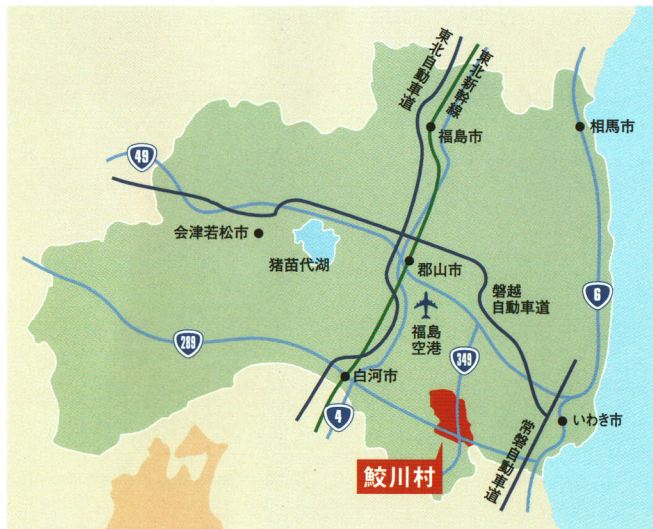 東北自動車道
東北新幹線
福島市
相馬市
49
会津若松市
猪苗代湖
郡山市
磐越
自動車道
6
福島
空港
289
349
白河市
4
いわき市
鮫川村
常磐自動車道